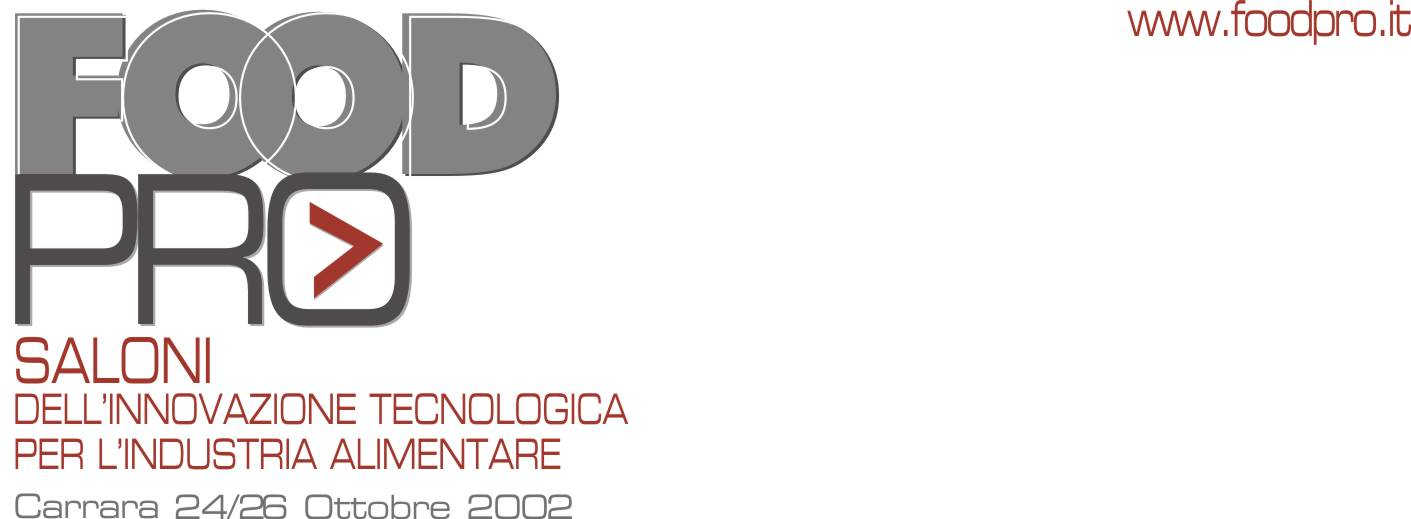 www.foodpro.it
FOOD
PRO
SALONI
DELL'INNOVAZIONE TECNOLOGICA
PER L'INDUSTRIA ALIMENTARE
Carrara 24/26 Ottobre 2002